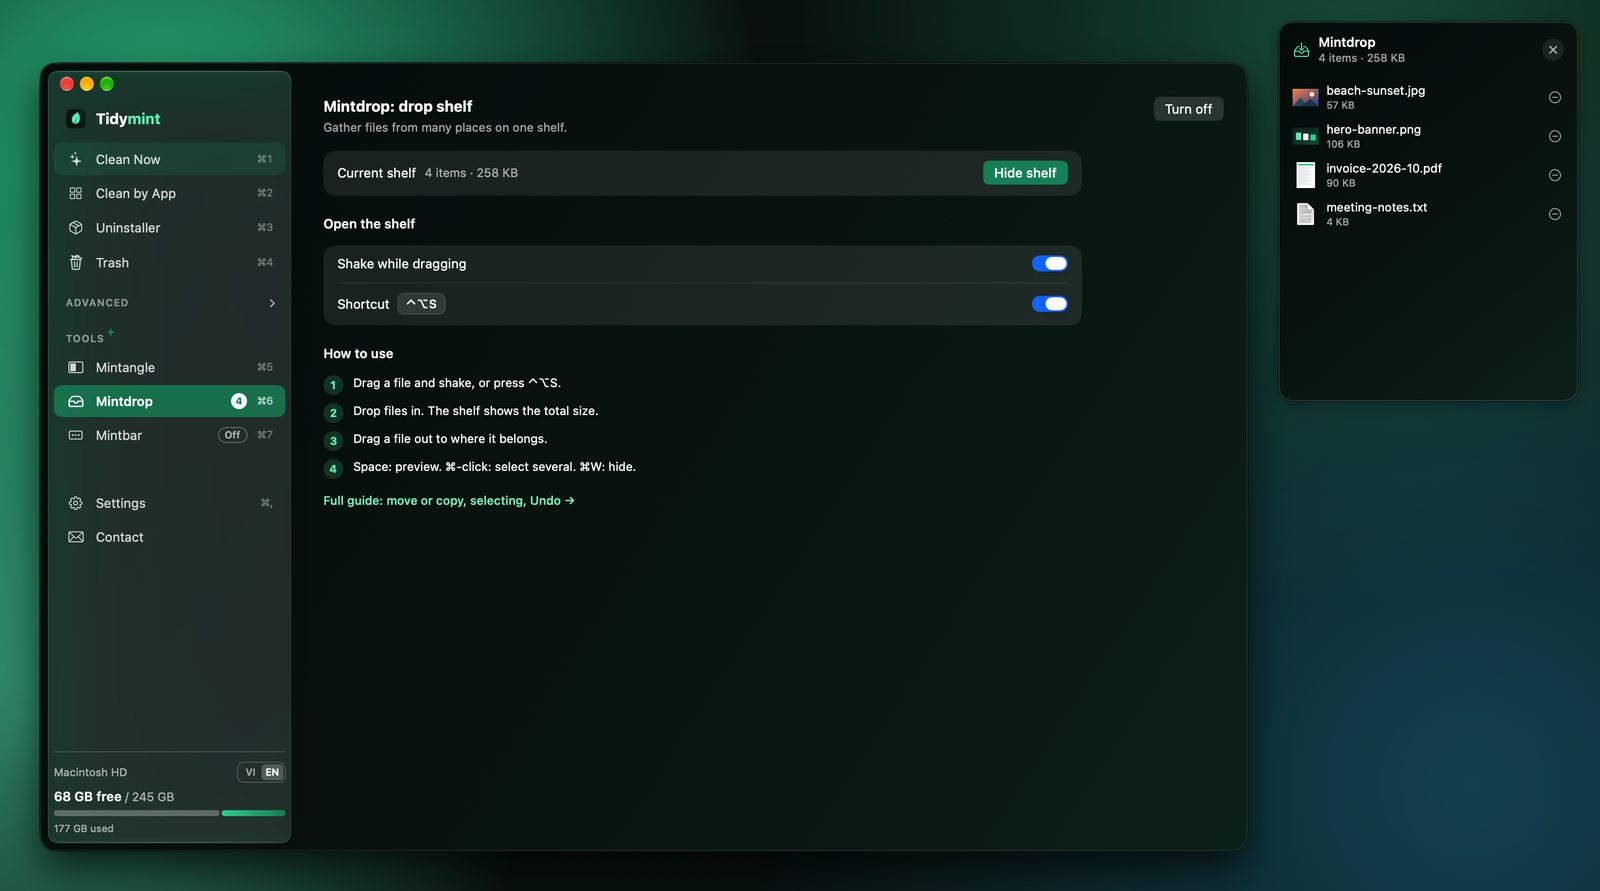 Tidymint
Clean Now ⌘1
Clean by App ⌘2
Uninstaller ⌘3
Trash ⌘4
ADVANCED
TOOLS
Mintangle ⌘5
Mintdrop 4 ⌘6
Mintbar Off ⌘7
Settings ⌘,
Contact
Macintosh HD VI EN
68 GB free / 245 GB
177 GB used
Mintdrop: drop shelf
Gather files from many places on one shelf.
Turn off
Current shelf 4 items · 258 KB Hide shelf
Open the shelf
Shake while dragging
Shortcut ⌃⌥S
How to use
1 Drag a file and shake, or press ⌃⌥S.
2 Drop files in. The shelf shows the total size.
3 Drag a file out to where it belongs.
4 Space: preview. ⌘-click: select several. ⌘W: hide.
Full guide: move or copy, selecting, Undo →
Mintdrop
4 items · 258 KB
beach-sunset.jpg
57 KB
hero-banner.png
106 KB
invoice-2026-10.pdf
90 KB
meeting-notes.txt
4 KB